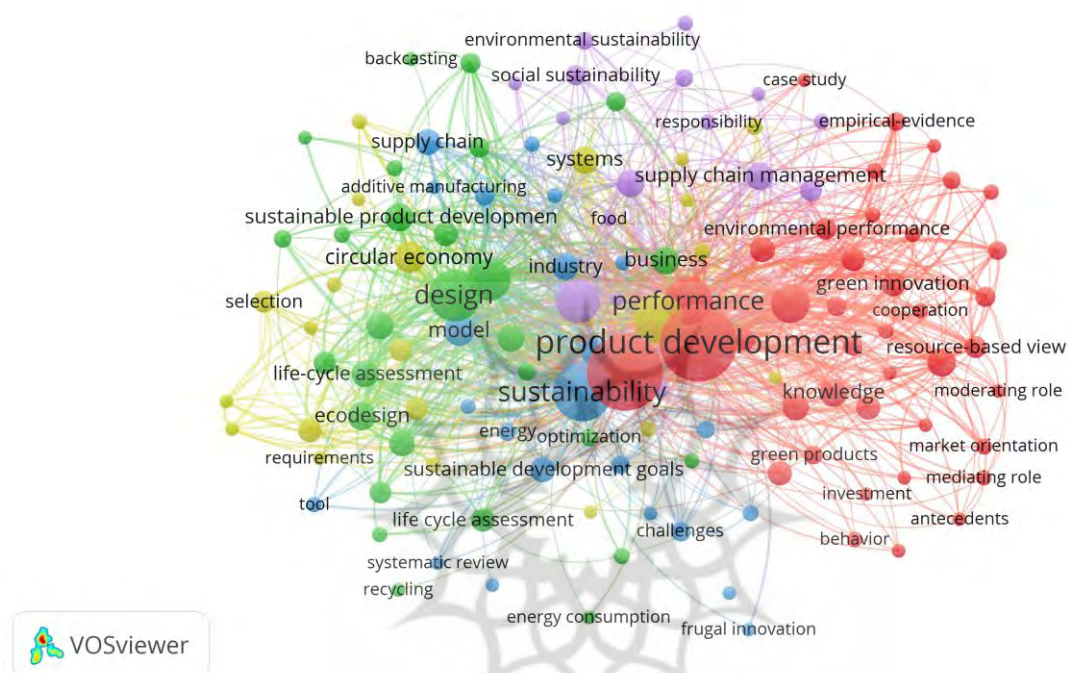 environmental sustainability
backcasting
social sustainability
case study
responsibility
empirical-evidence
supply chain
systems
supply chain management
additive manufacturing
sustainable product developmen
food
environmental performance
circular economy
industry
business
green innovation
selection
design
performance
cooperation
model
product development
resource-based view
life-cycle assessment
sustainability
knowledge
moderating role
ecodesign
energy
optimization
market orientation
requirements
sustainable development goals
green products
mediating role
tool
investment
life cycle assessment
challenges
antecedents
behavior
systematic review
recycling
energy consumption
frugal innovation
VOSviewer